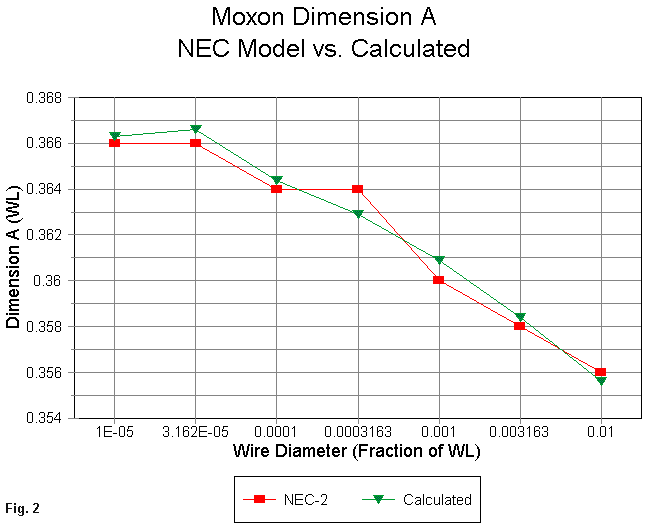 Moxon Dimension A
NEC Model vs. Calculated
Dimension A (WL)
0.368
0.366
0.364
0.362
0.36
0.358
0.356
0.354
1E-05 3.162E-05 0.0001 0.0003163 0.001 0.003163 0.01
Wire Diameter (Fraction of WL)
NEC-2 Calculated
Fig. 2